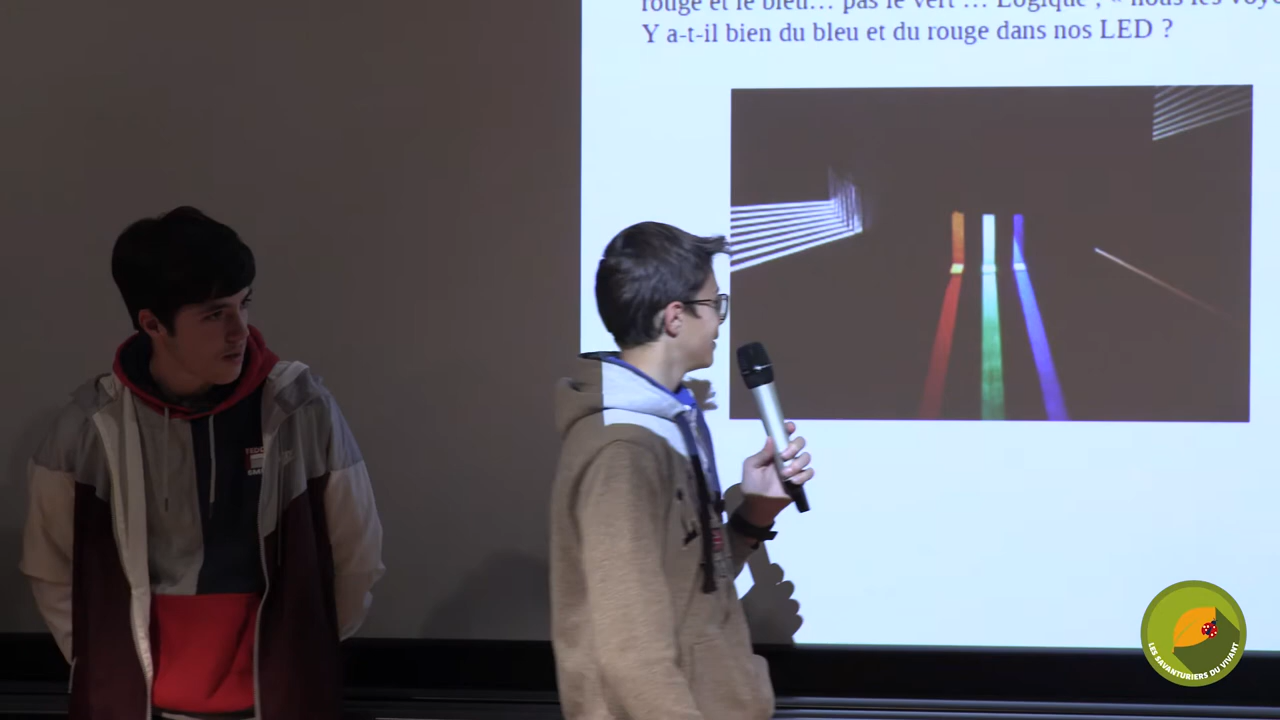 rouge et le bleu… pas le vert … Logique , « nous les voy
Y a-t-il bien du bleu et du rouge dans nos LED ?
LES SAVANTURIERS DU VIVANT